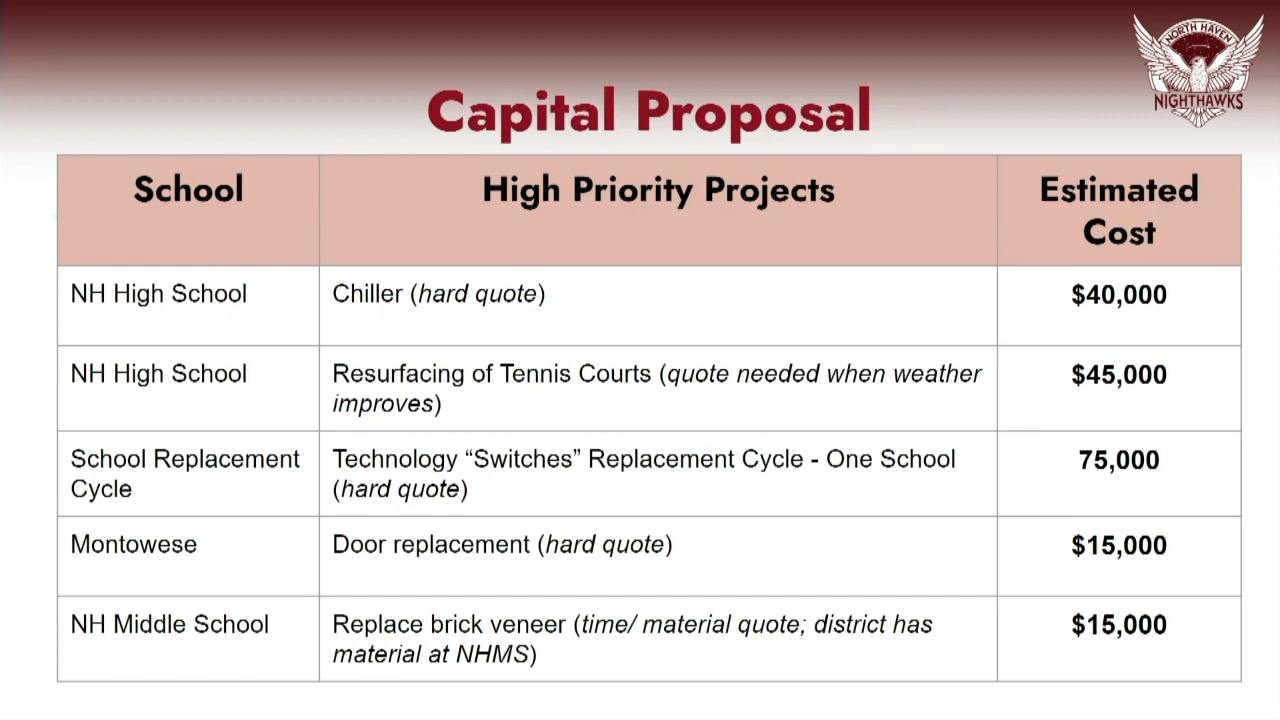 NORTH HAVEN
NIGHTHAWKS
Capital Proposal
School
High Priority Projects
Estimated
Cost
NH High School
Chiller (hard quote)
$40,000
NH High School
Resurfacing of Tennis Courts (quote needed when weather
improves)
$45,000
School Replacement
Cycle
Technology “Switches” Replacement Cycle - One School
(hard quote)
75,000
Montowese
Door replacement (hard quote)
$15,000
NH Middle School
Replace brick veneer (time/ material quote; district has
material at NHMS)
$15,000